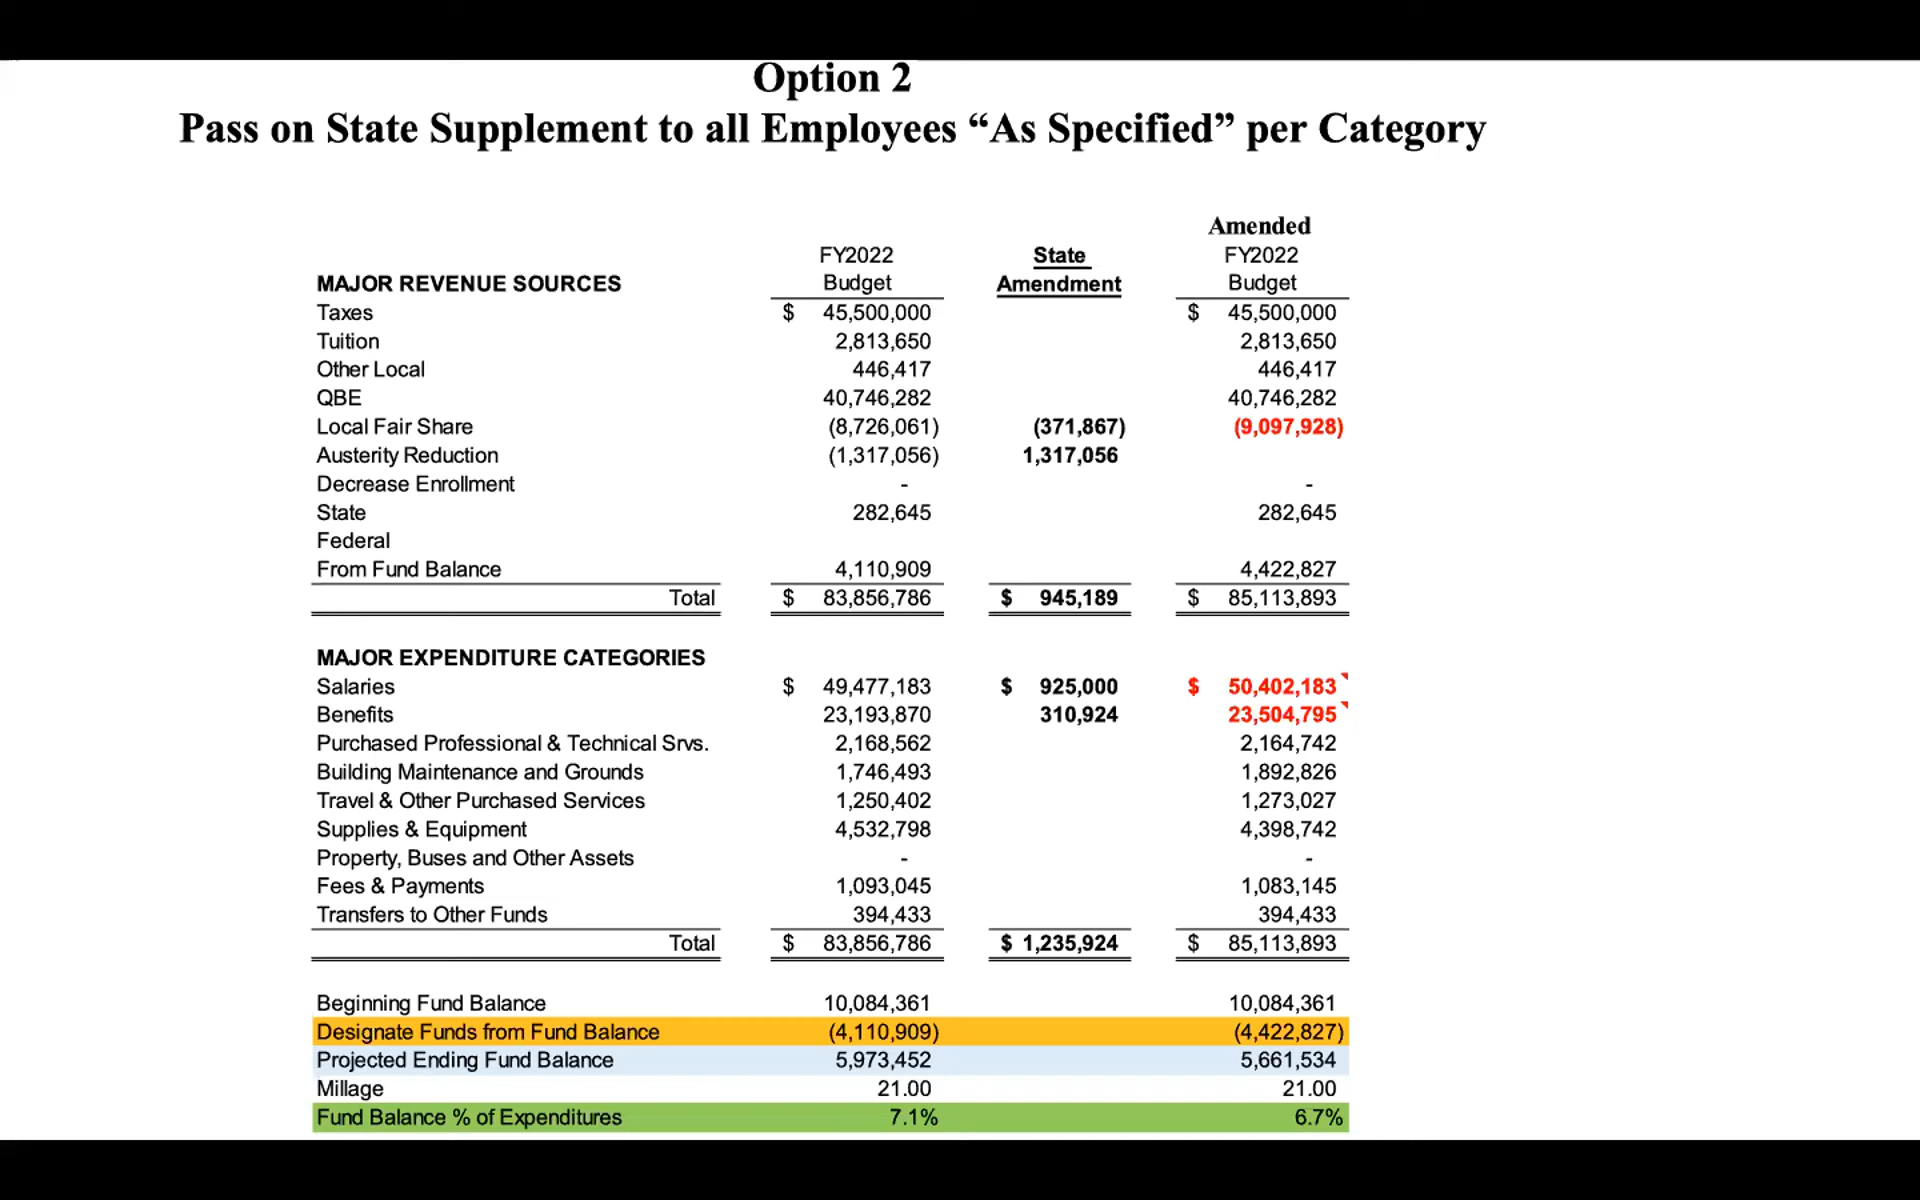 Option 2
Pass on State Supplement to all Employees “As Specified” per Category
Amended
FY2022 State FY2022
MAJOR REVENUE SOURCES Budget Amendment Budget
Taxes $ 45,500,000 $ 45,500,000
Tuition 2,813,650 2,813,650
Other Local 446,417 446,417
QBE 40,746,282 40,746,282
Local Fair Share (8,726,061) (371,867) (9,097,928)
Austerity Reduction (1,317,056) 1,317,056
Decrease Enrollment - -
State 282,645 282,645
Federal
From Fund Balance 4,110,909 4,422,827
Total $ 83,856,786 $ 945,189 $ 85,113,893
MAJOR EXPENDITURE CATEGORIES
Salaries $ 49,477,183 $ 925,000 $ 50,402,183
Benefits 23,193,870 310,924 23,504,795
Purchased Professional & Technical Srvs. 2,168,562 2,164,742
Building Maintenance and Grounds 1,746,493 1,892,826
Travel & Other Purchased Services 1,250,402 1,273,027
Supplies & Equipment 4,532,798 4,398,742
Property, Buses and Other Assets - -
Fees & Payments 1,093,045 1,083,145
Transfers to Other Funds 394,433 394,433
Total $ 83,856,786 $ 1,235,924 $ 85,113,893
Beginning Fund Balance 10,084,361 10,084,361
Designate Funds from Fund Balance (4,110,909) (4,422,827)
Projected Ending Fund Balance 5,973,452 5,661,534
Millage 21.00 21.00
Fund Balance % of Expenditures 7.1% 6.7%